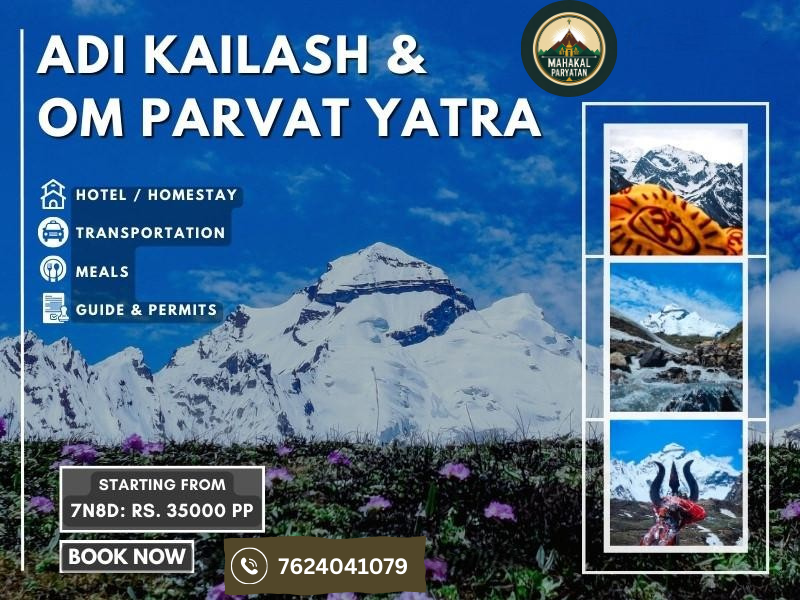 ADI KAILASH &
OM PARVAT YATRA
MAHAKAL
PARYATAN
HOTEL / HOMESTAY
TRANSPORTATION
MEALS
GUIDE & PERMITS
ॐ
STARTING FROM
7N8D: RS. 35000 PP
BOOK NOW
7624041079